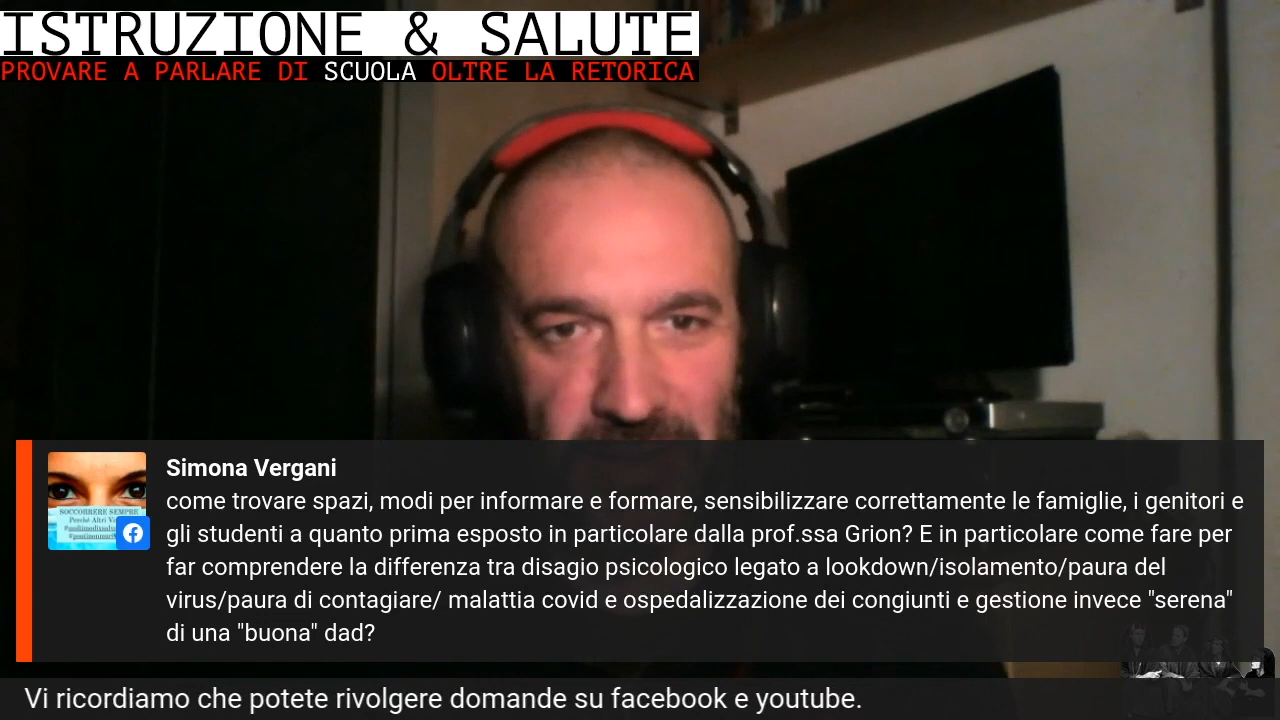 ISTRUZIONE & SALUTE
PROVARE A PARLARE DI SCUOLA OLTRE LA RETORICA
Simona Vergani
come trovare spazi, modi per informare e formare, sensibilizzare correttamente le famiglie, i genitori e
gli studenti a quanto prima esposto in particolare dalla prof.ssa Grion? E in particolare come fare per
far comprendere la differenza tra disagio psicologico legato a lookdown/isolamento/paura del
virus/paura di contagiare/ malattia covid e ospedalizzazione dei congiunti e gestione invece "serena"
di una "buona" dad?
SOCCORRERE SEMPRE
Perché Altri
Vi ricordiamo che potete rivolgere domande su facebook e youtube.